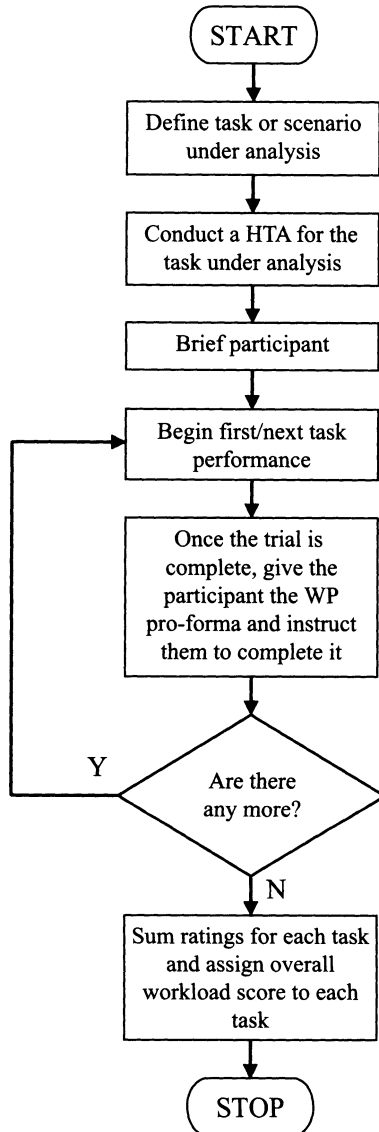 START
Define task or scenario
under analysis
Conduct a HTA for the
task under analysis
Brief participant
Begin first/next task
performance
Once the trial is
complete, give the
participant the WP
pro-forma and instruct
them to complete it
Y
Are there
any more?
N
Sum ratings for each task
and assign overall
workload score to each
task
STOP